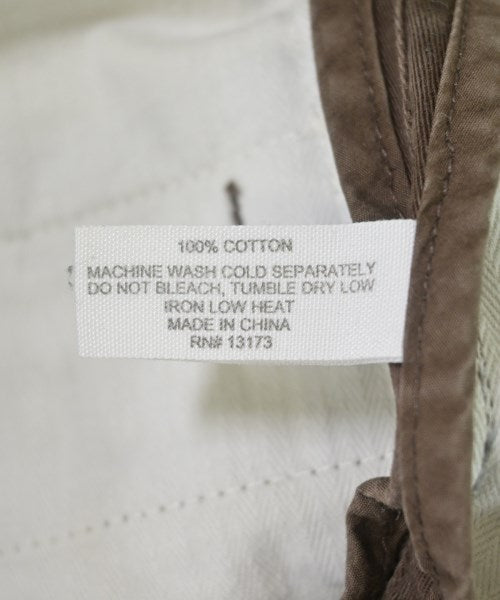 100% COTTON
MACHINE WASH COLD SEPARATELY
DO NOT BLEACH, TUMBLE DRY LOW
IRON LOW HEAT
MADE IN CHINA
RN# 13173